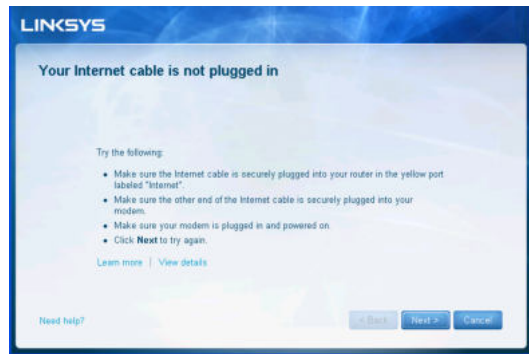 LINKSYS
Your Internet cable is not plugged in
Try the following:
• Make sure the Internet cable is securely plugged into your router in the yellow port
labeled "Internet".
• Make sure the other end of the Internet cable is securely plugged into your
modem.
• Make sure your modem is plugged in and powered on.
• Click Next to try again.
Learn more | View details
Need help? < Back Next > Cancel